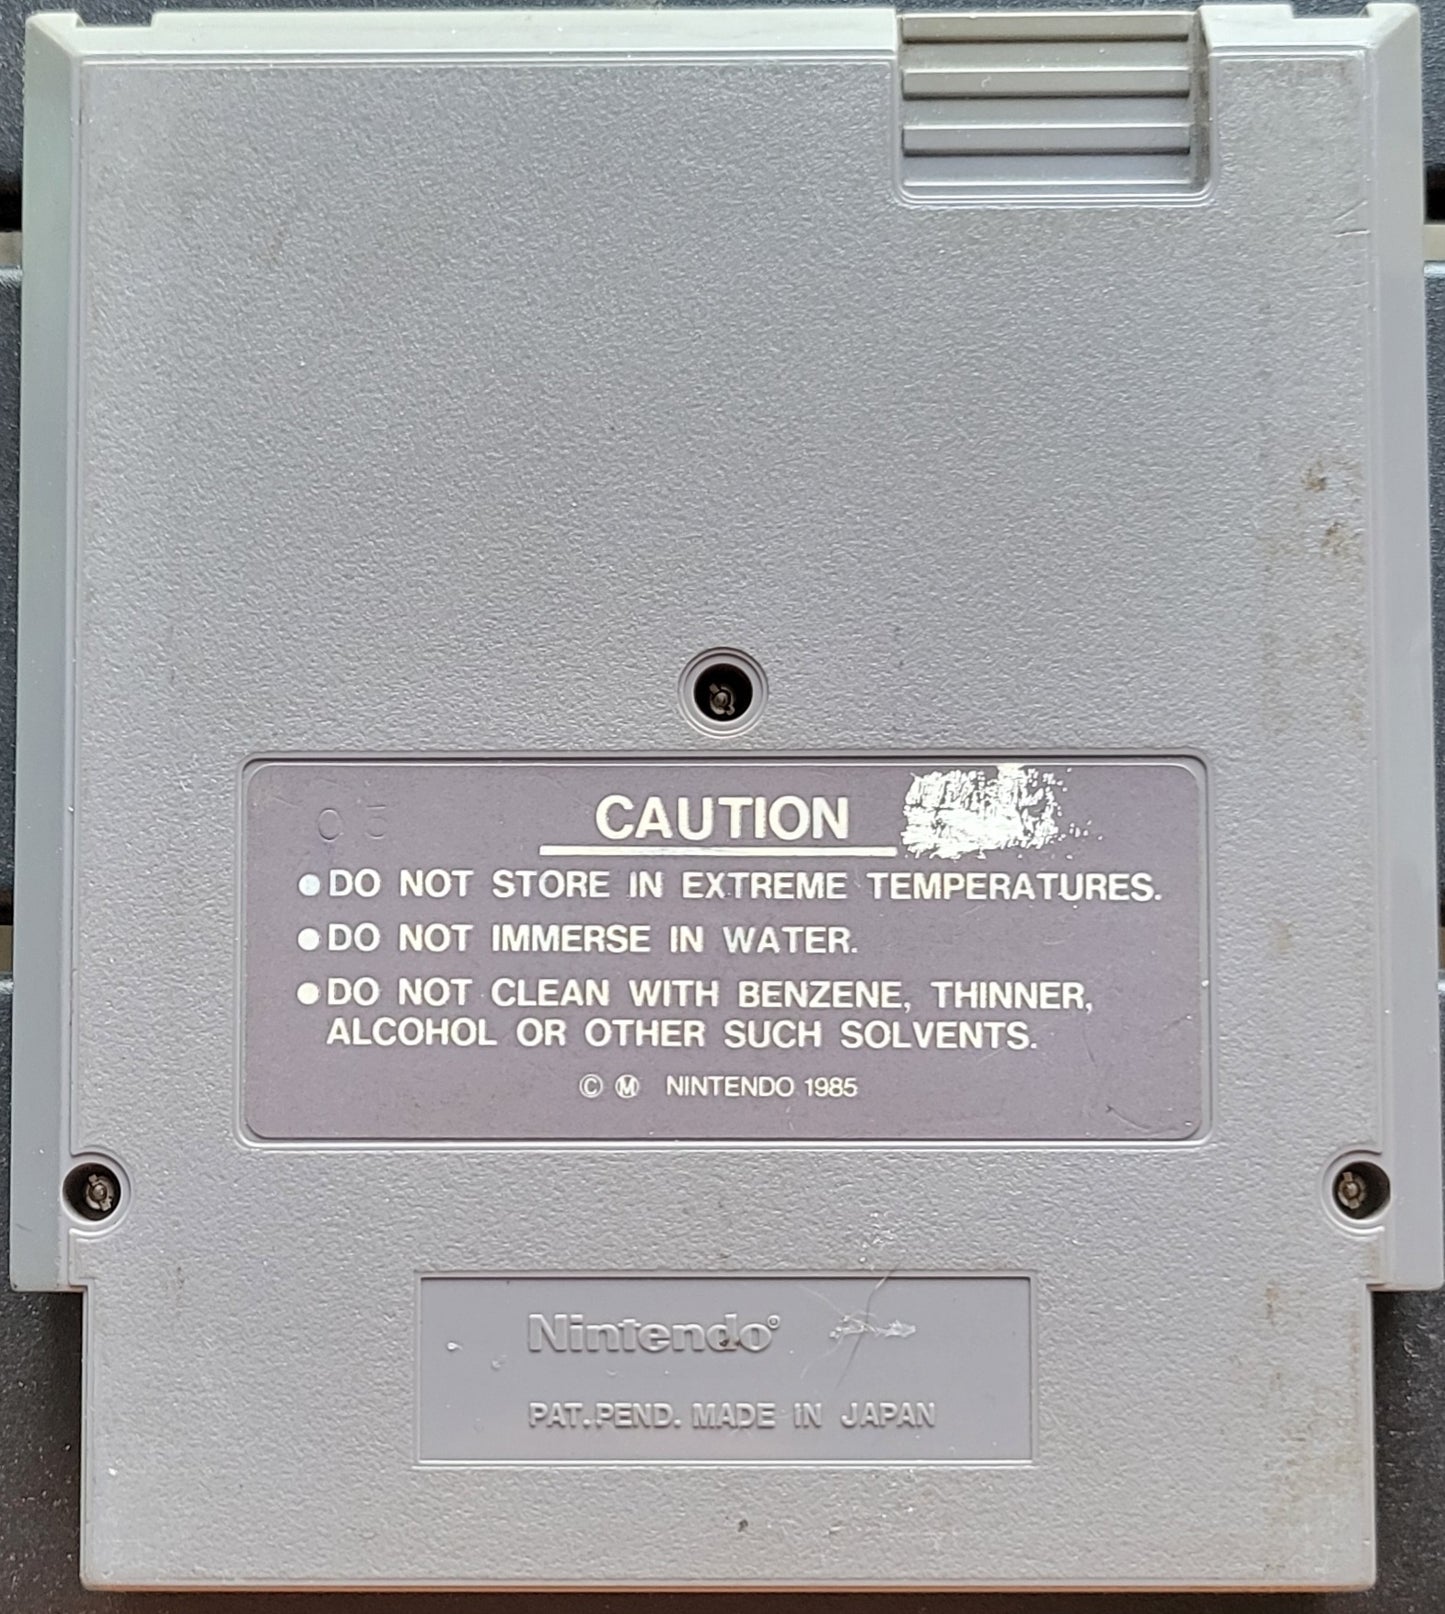 05
CAUTION
●DO NOT STORE IN EXTREME TEMPERATURES.
●DO NOT IMMERSE IN WATER.
●DO NOT CLEAN WITH BENZENE, THINNER,
ALCOHOL OR OTHER SUCH SOLVENTS.
© Ⓜ NINTENDO 1985
Nintendo®
PAT.PEND. MADE IN JAPAN